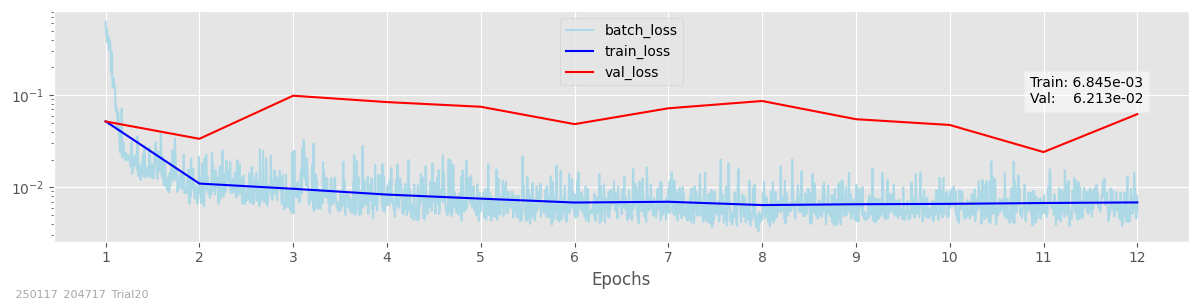 batch_loss
train_loss
val_loss
Train: 6.845e-03
Val: 6.213e-02
10⁻¹
10⁻²
1 2 3 4 5 6 7 8 9 10 11 12
Epochs
250117_204717_Trial20